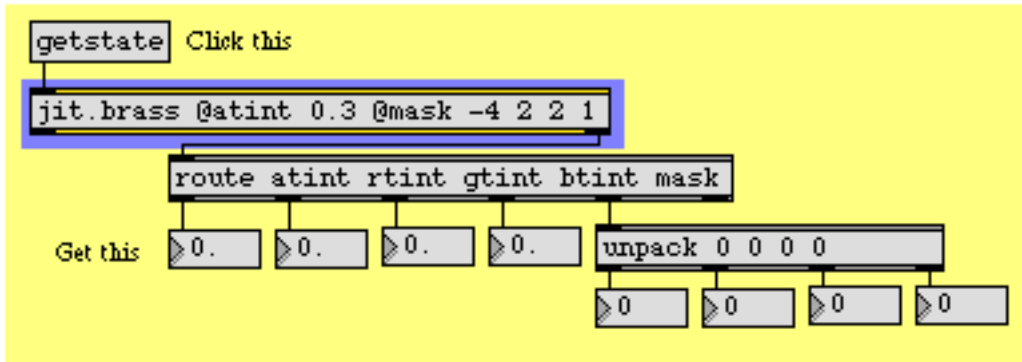 getstate Click this
jit.brass @atint 0.3 @mask -4 2 2 1
route atint rtint gtint btint mask
Get this 0. 0. 0. 0. unpack 0 0 0 0
0 0 0 0